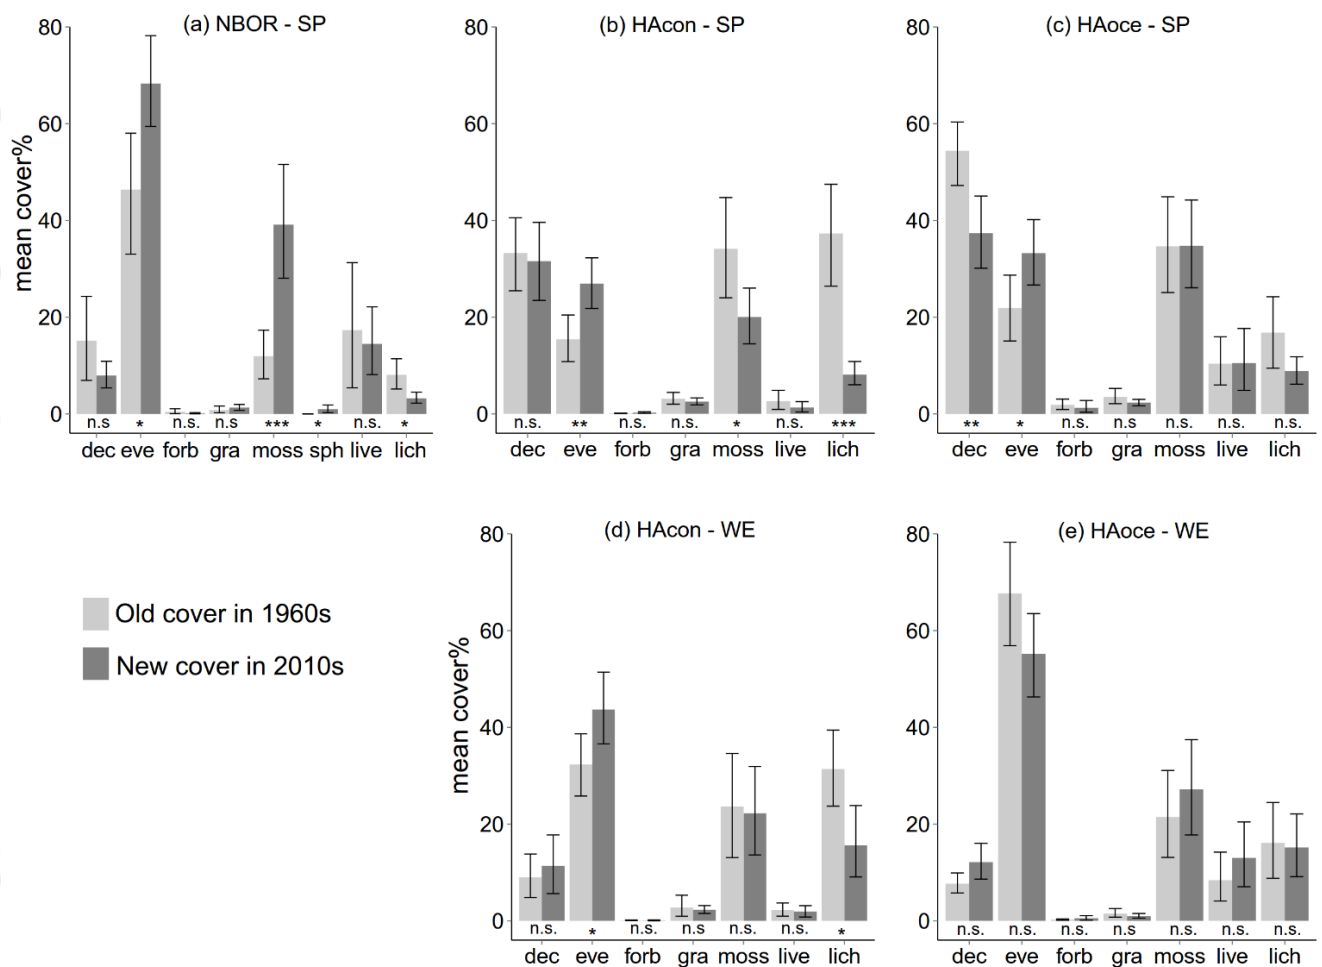 (a) NBOR - SP
mean cover%
80
60
40
20
0
n.s * n.s. n.s *** * n.s. *
dec eve forb gra moss sph live lich
(b) HAcon - SP
80
60
40
20
0
n.s. ** n.s. n.s. * n.s. ***
dec eve forb gra moss live lich
(c) HAoce - SP
80
60
40
20
0
** * n.s. n.s n.s. n.s. n.s.
dec eve forb gra moss live lich
Old cover in 1960s
New cover in 2010s
(d) HAcon - WE
mean cover%
80
60
40
20
0
n.s. * n.s. n.s n.s. n.s. *
dec eve forb gra moss live lich
(e) HAoce - WE
80
60
40
20
0
n.s. n.s. n.s. n.s n.s. n.s. n.s.
dec eve forb gra moss live lich